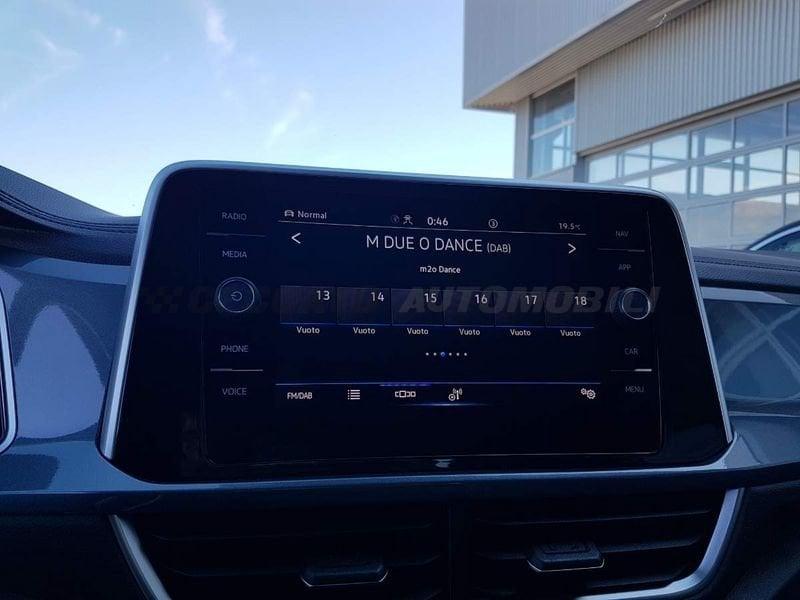 RADIO
MEDIA
PHONE
VOICE
Normal
0:46
3
19.5°C
< M DUE O DANCE (DAB) >
m2o Dance
13 14 15 16 17 18
Vuoto Vuoto Vuoto Vuoto Vuoto Vuoto
FM/DAB
NAV
APP
CAR
MENU
AUTOMOBILI